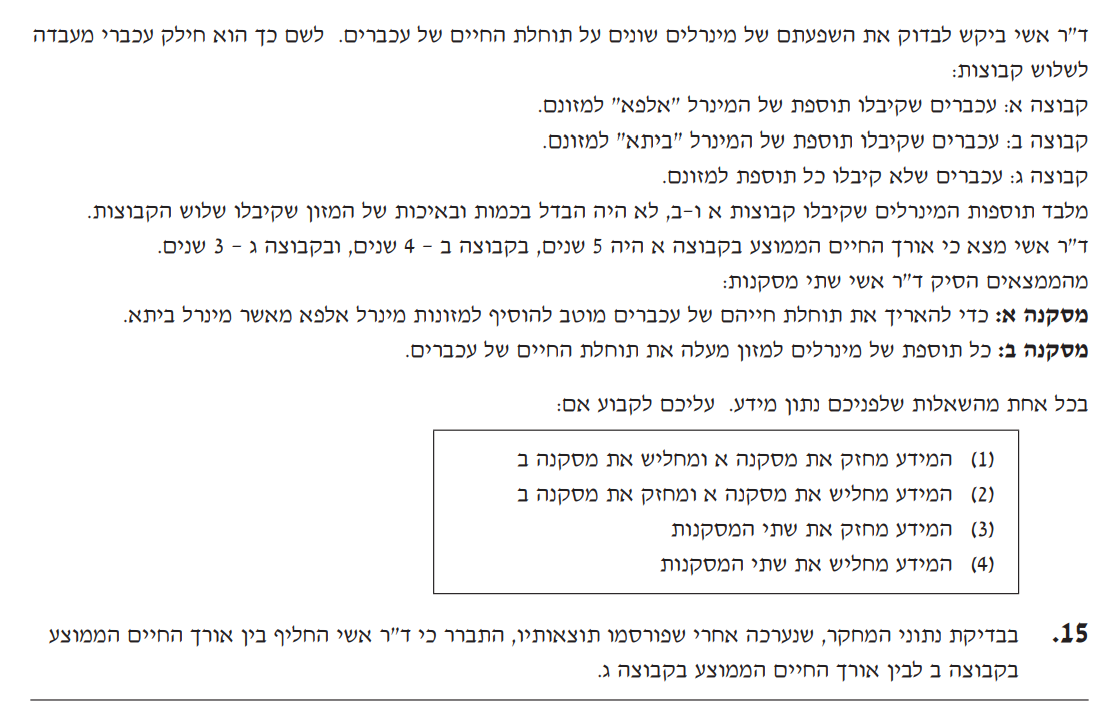 ד"ר אשי ביקש לבדוק את השפעתם של מינרלים שונים על תוחלת החיים של עכברים. לשם כך הוא חילק עכברי מעבדה
לשלוש קבוצות:
קבוצה א: עכברים שקיבלו תוספת של המינרל "אלפא" למזונם.
קבוצה ב: עכברים שקיבלו תוספת של המינרל "ביתא" למזונם.
קבוצה ג: עכברים שלא קיבלו כל תוספת למזונם.
מלבד תוספות המינרלים שקיבלו קבוצות א ו-ב, לא היה הבדל בכמות ובאיכות של המזון שקיבלו שלוש הקבוצות.
ד"ר אשי מצא כי אורך החיים הממוצע בקבוצה א היה 5 שנים, בקבוצה ב - 4 שנים, ובקבוצה ג - 3 שנים.
מהממצאים הסיק ד"ר אשי שתי מסקנות:
מסקנה א: כדי להאריך את תוחלת חייהם של עכברים מוטב להוסיף למזונות מינרל אלפא מאשר מינרל ביתא.
מסקנה ב: כל תוספת של מינרלים למזון מעלה את תוחלת החיים של עכברים.
בכל אחת מהשאלות שלפניכם נתון מידע. עליכם לקבוע אם:
(1) המידע מחזק את מסקנה א ומחליש את מסקנה ב
(2) המידע מחליש את מסקנה א ומחזק את מסקנה ב
(3) המידע מחזק את שתי המסקנות
(4) המידע מחליש את שתי המסקנות
15. בבדיקת נתוני המחקר, שנערכה אחרי שפורסמו תוצאותיו, התברר כי ד"ר אשי החליף בין אורך החיים הממוצע
בקבוצה ב לבין אורך החיים הממוצע בקבוצה ג.